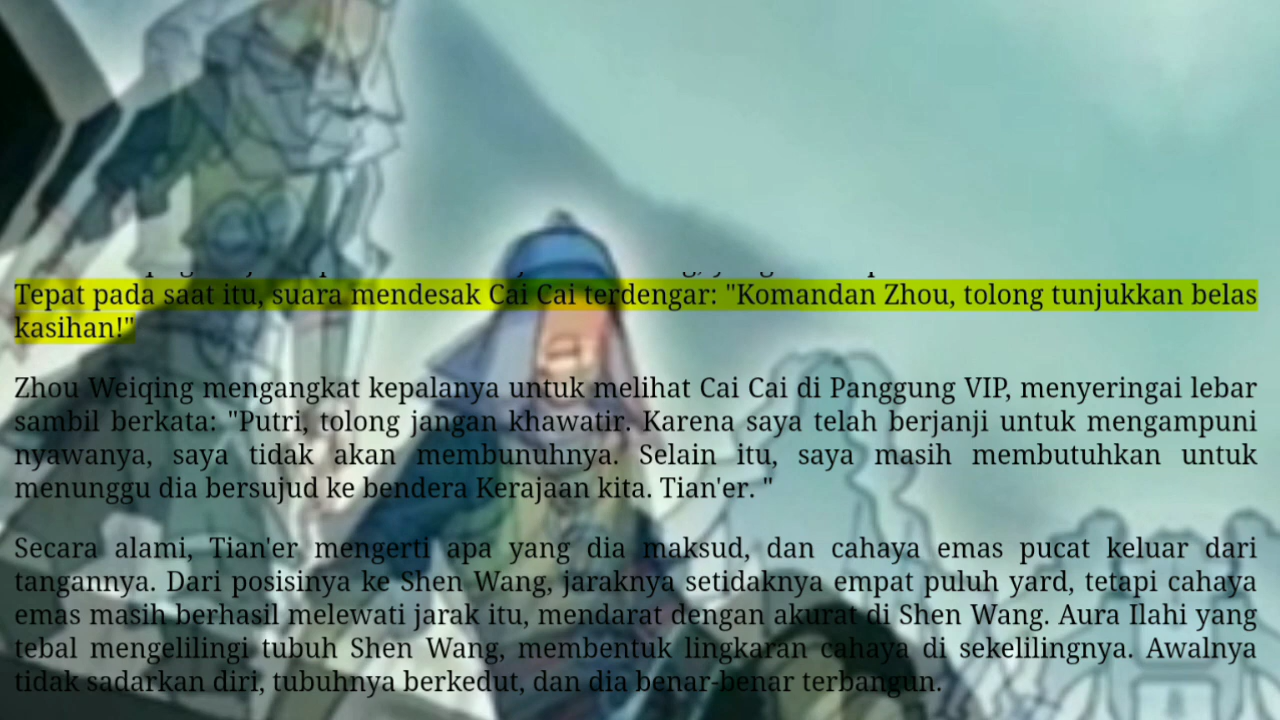 Tepat pada saat itu, suara mendesak Cai Cai terdengar: "Komandan Zhou, tolong tunjukkan belas
kasihan!"
Zhou Weiqing mengangkat kepalanya untuk melihat Cai Cai di Panggung VIP, menyeringai lebar
sambil berkata: "Putri, tolong jangan khawatir. Karena saya telah berjanji untuk mengampuni
nyawanya, saya tidak akan membunuhnya. Selain itu, saya masih membutuhkan untuk
menunggu dia bersujud ke bendera Kerajaan kita. Tian'er. "
Secara alami, Tian'er mengerti apa yang dia maksud, dan cahaya emas pucat keluar dari
tangannya. Dari posisinya ke Shen Wang, jaraknya setidaknya empat puluh yard, tetapi cahaya
emas masih berhasil melewati jarak itu, mendarat dengan akurat di Shen Wang. Aura Ilahi yang
tebal mengelilingi tubuh Shen Wang, membentuk lingkaran cahaya di sekelilingnya. Awalnya
tidak sadarkan diri, tubuhnya berkedut, dan dia benar-benar terbangun.